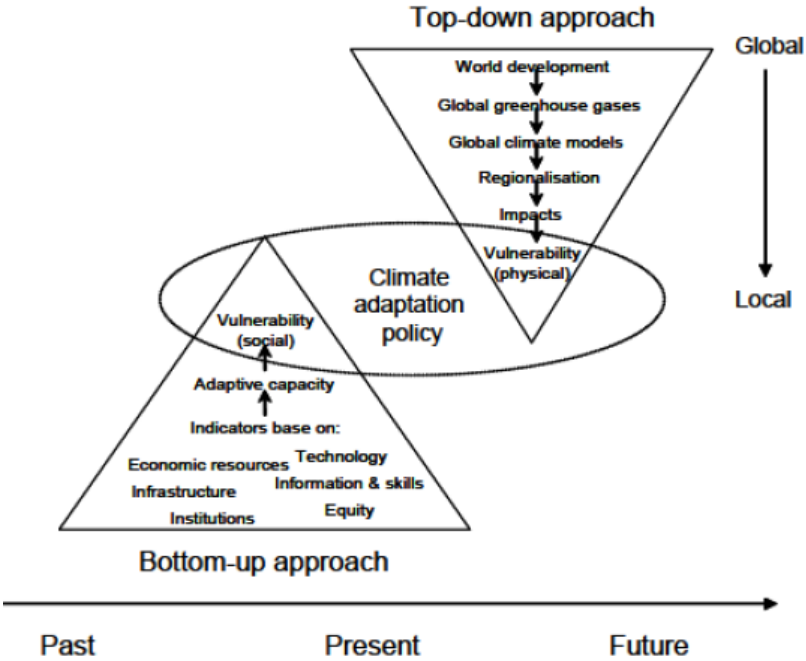 Top-down approach
Global
World development
Global greenhouse gases
Global climate models
Regionalisation
Impacts
Vulnerability
(physical)
Local
Climate
adaptation
policy
Vulnerability
(social)
Adaptive capacity
Indicators base on:
Economic resources
Technology
Infrastructure
Information & skills
Institutions
Equity
Bottom-up approach
Past
Present
Future